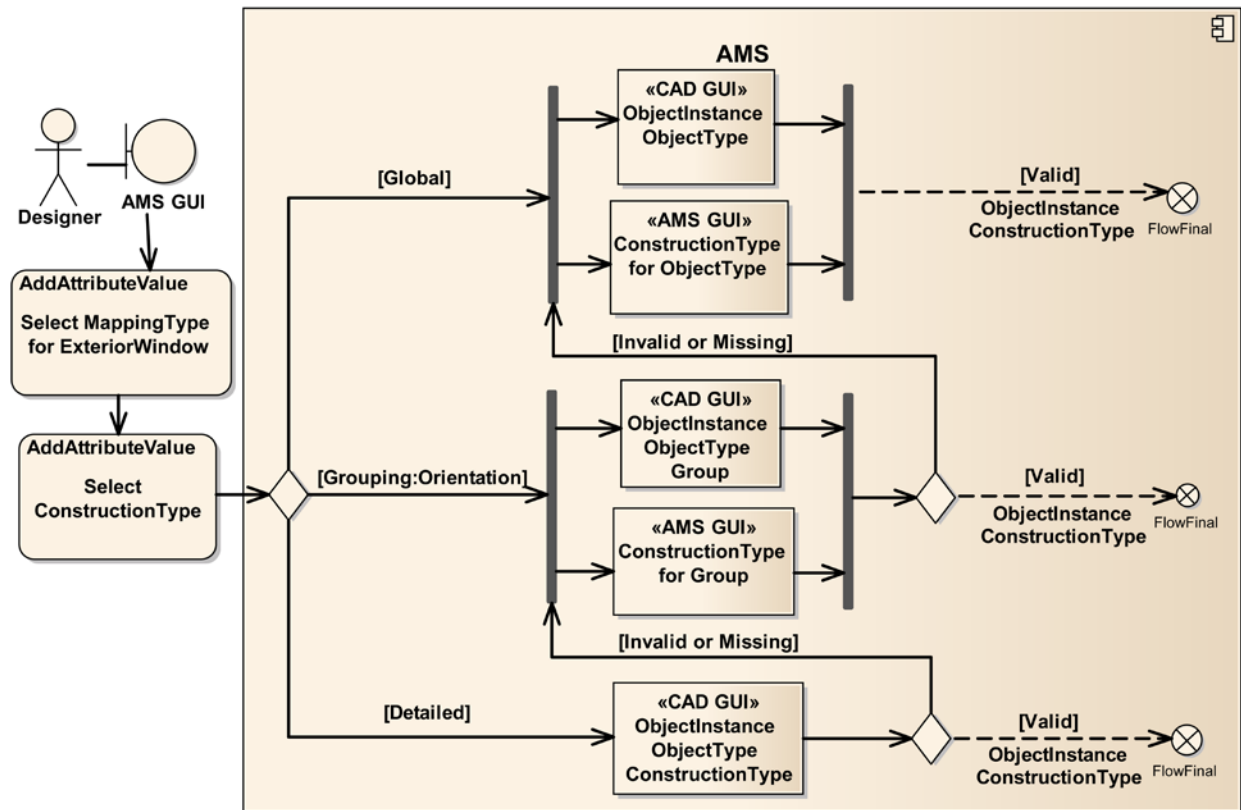 AMS
Designer
AMS GUI
AddAttributeValue
Select MappingType
for ExteriorWindow
AddAttributeValue
Select
ConstructionType
[Global]
«CAD GUI»
ObjectInstance
ObjectType
«AMS GUI»
ConstructionType
for ObjectType
[Valid]
ObjectInstance
ConstructionType
FlowFinal
[Invalid or Missing]
[Grouping:Orientation]
«CAD GUI»
ObjectInstance
ObjectType
Group
«AMS GUI»
ConstructionType
for Group
[Valid]
ObjectInstance
ConstructionType
FlowFinal
[Invalid or Missing]
[Detailed]
«CAD GUI»
ObjectInstance
ObjectType
ConstructionType
[Valid]
ObjectInstance
ConstructionType
FlowFinal